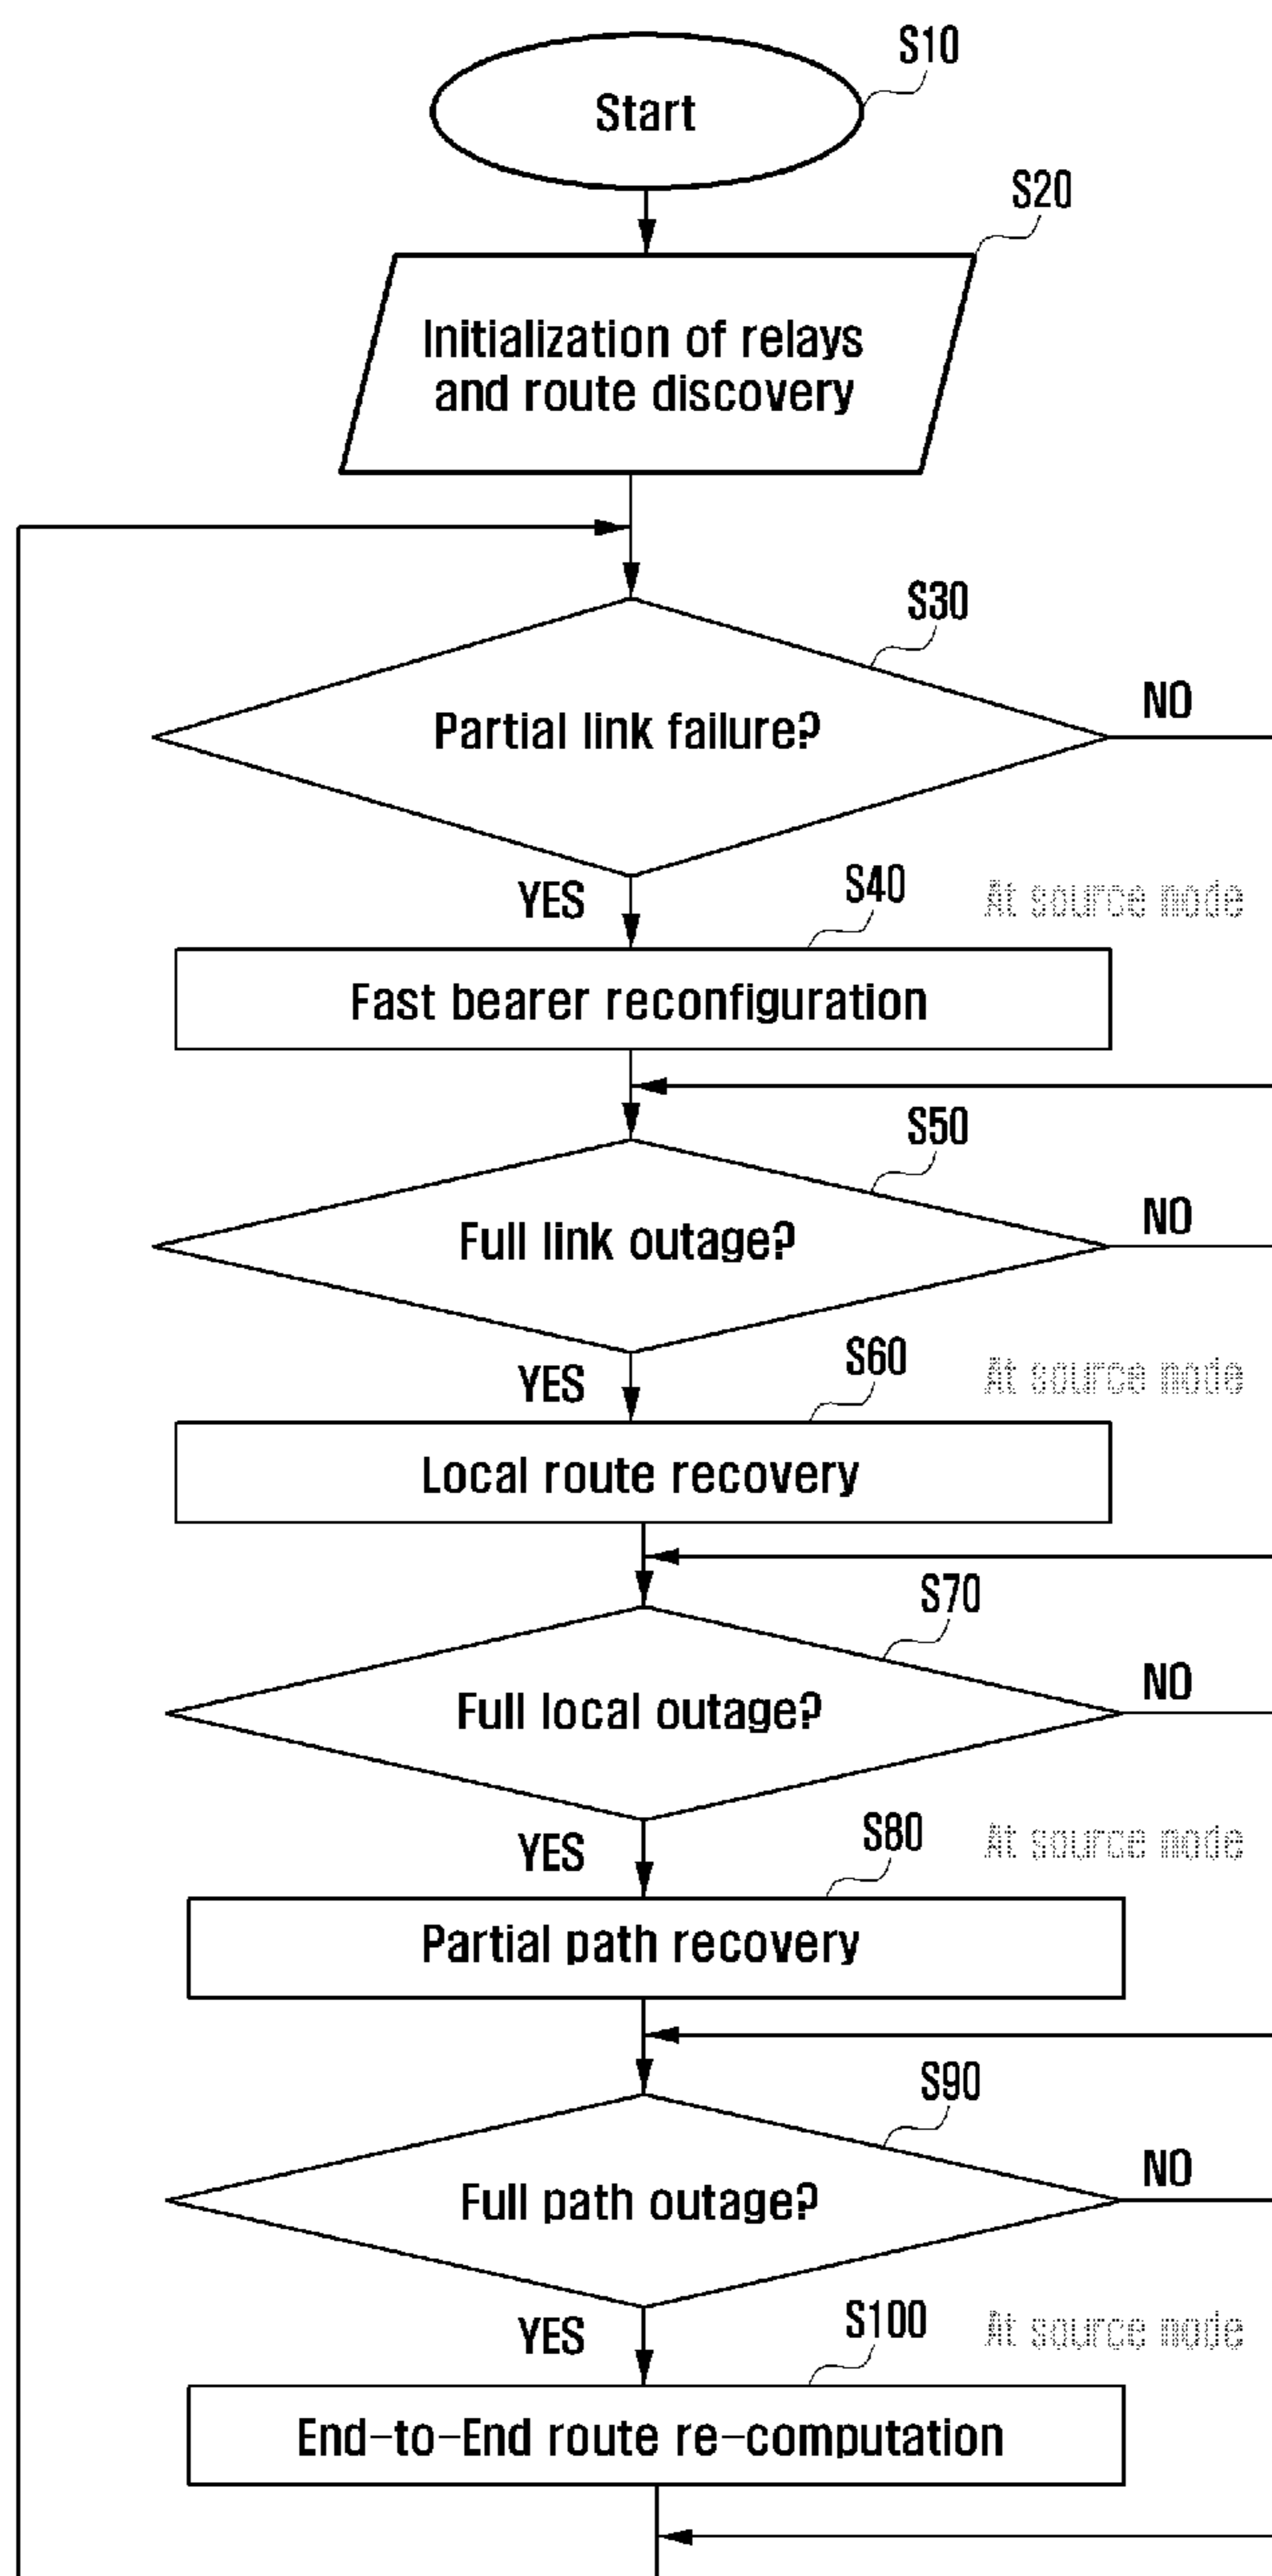 S10
Start
S20
Initialization of relays
and route discovery
S30
Partial link failure?
NO
YES
S40
At source node
Fast bearer reconfiguration
S50
Full link outage?
NO
YES
S60
At source node
Local route recovery
S70
Full local outage?
NO
YES
S80
At source node
Partial path recovery
S90
Full path outage?
NO
YES
S100
At source node
End-to-End route re-computation